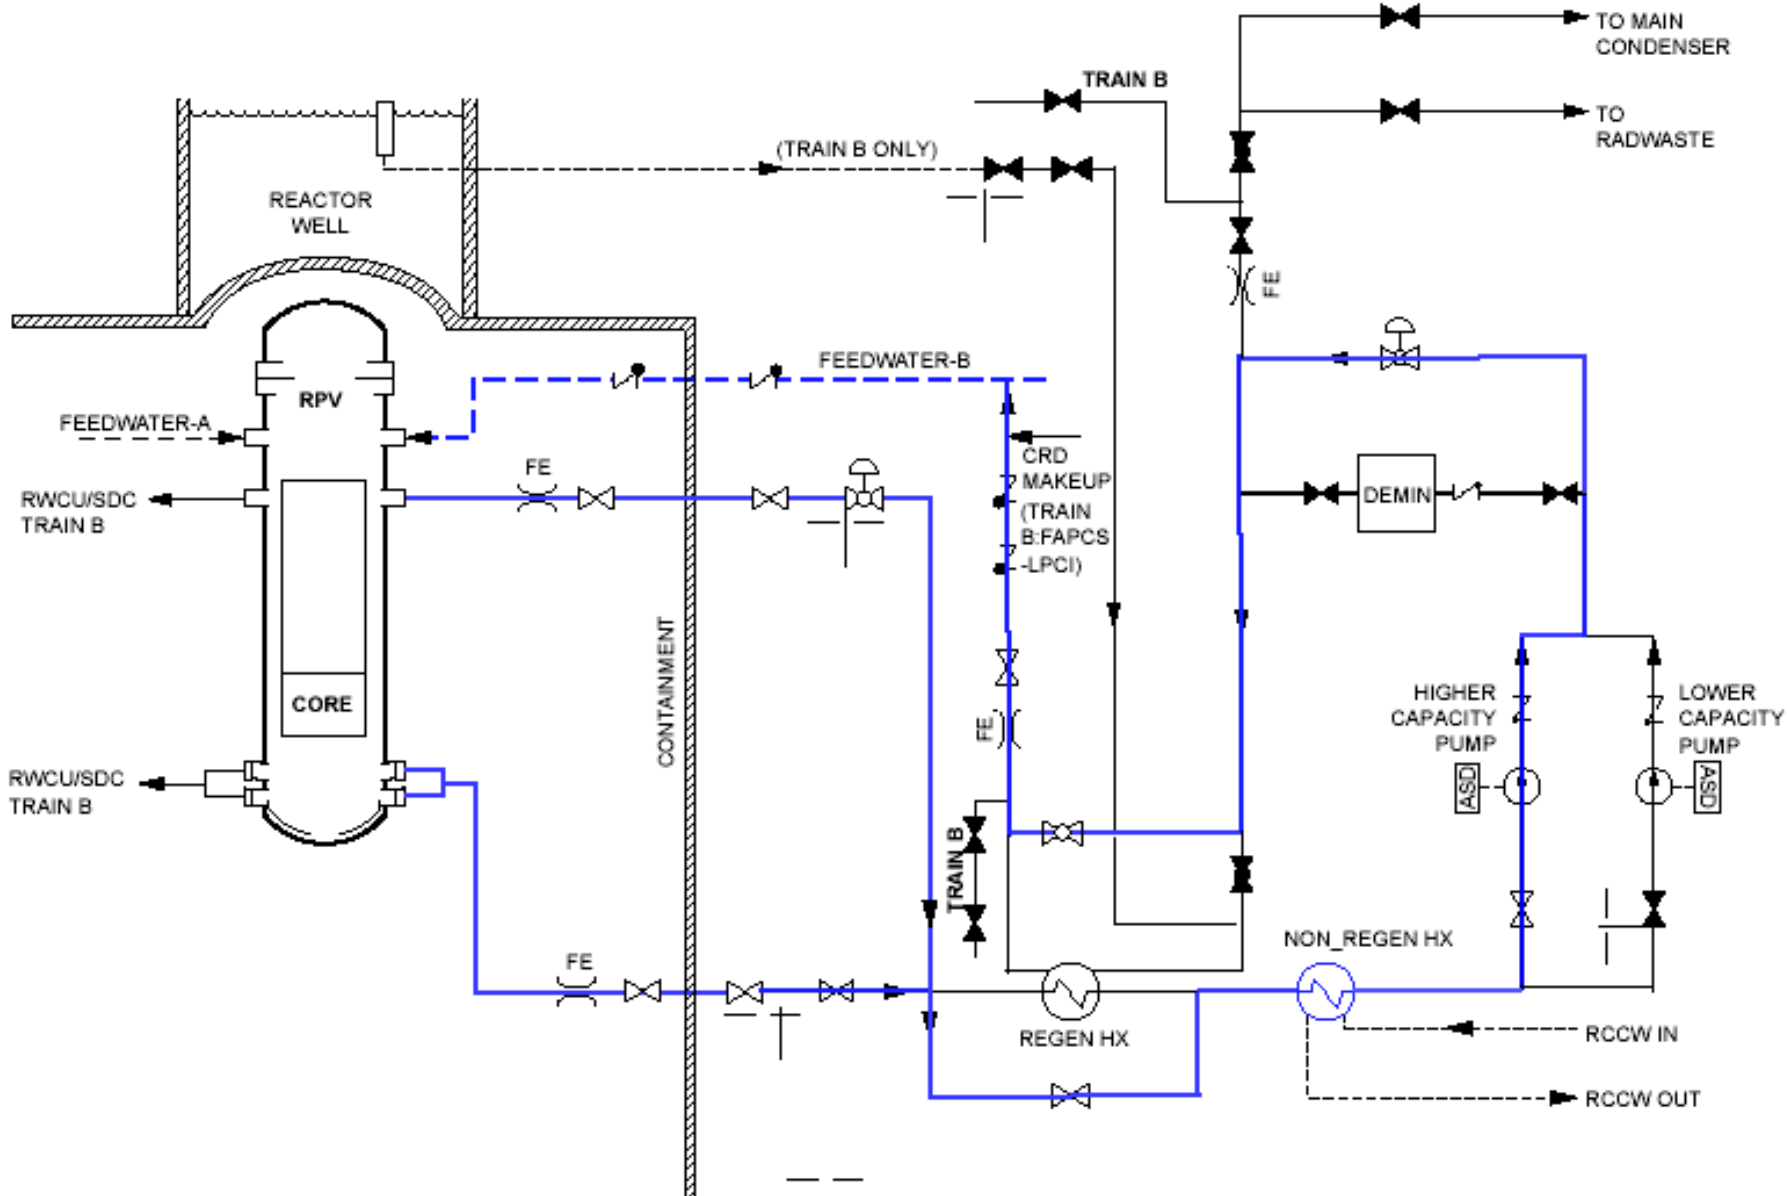 TO MAIN
CONDENSER
TRAIN B
TO
RADWASTE
(TRAIN B ONLY)
REACTOR
WELL
FE
FEEDWATER-B
RPV
FEEDWATER-A
FE
CRD
MAKEUP
(TRAIN
B:FAPCS
-LPCI)
RWCU/SDC
TRAIN B
DEMIN
CORE
CONTAINMENT
HIGHER
CAPACITY
PUMP
LOWER
CAPACITY
PUMP
FE
RWCU/SDC
TRAIN B
ASD
ASD
TRAIN B
FE
NON_REGEN HX
REGEN HX
RCCW IN
RCCW OUT